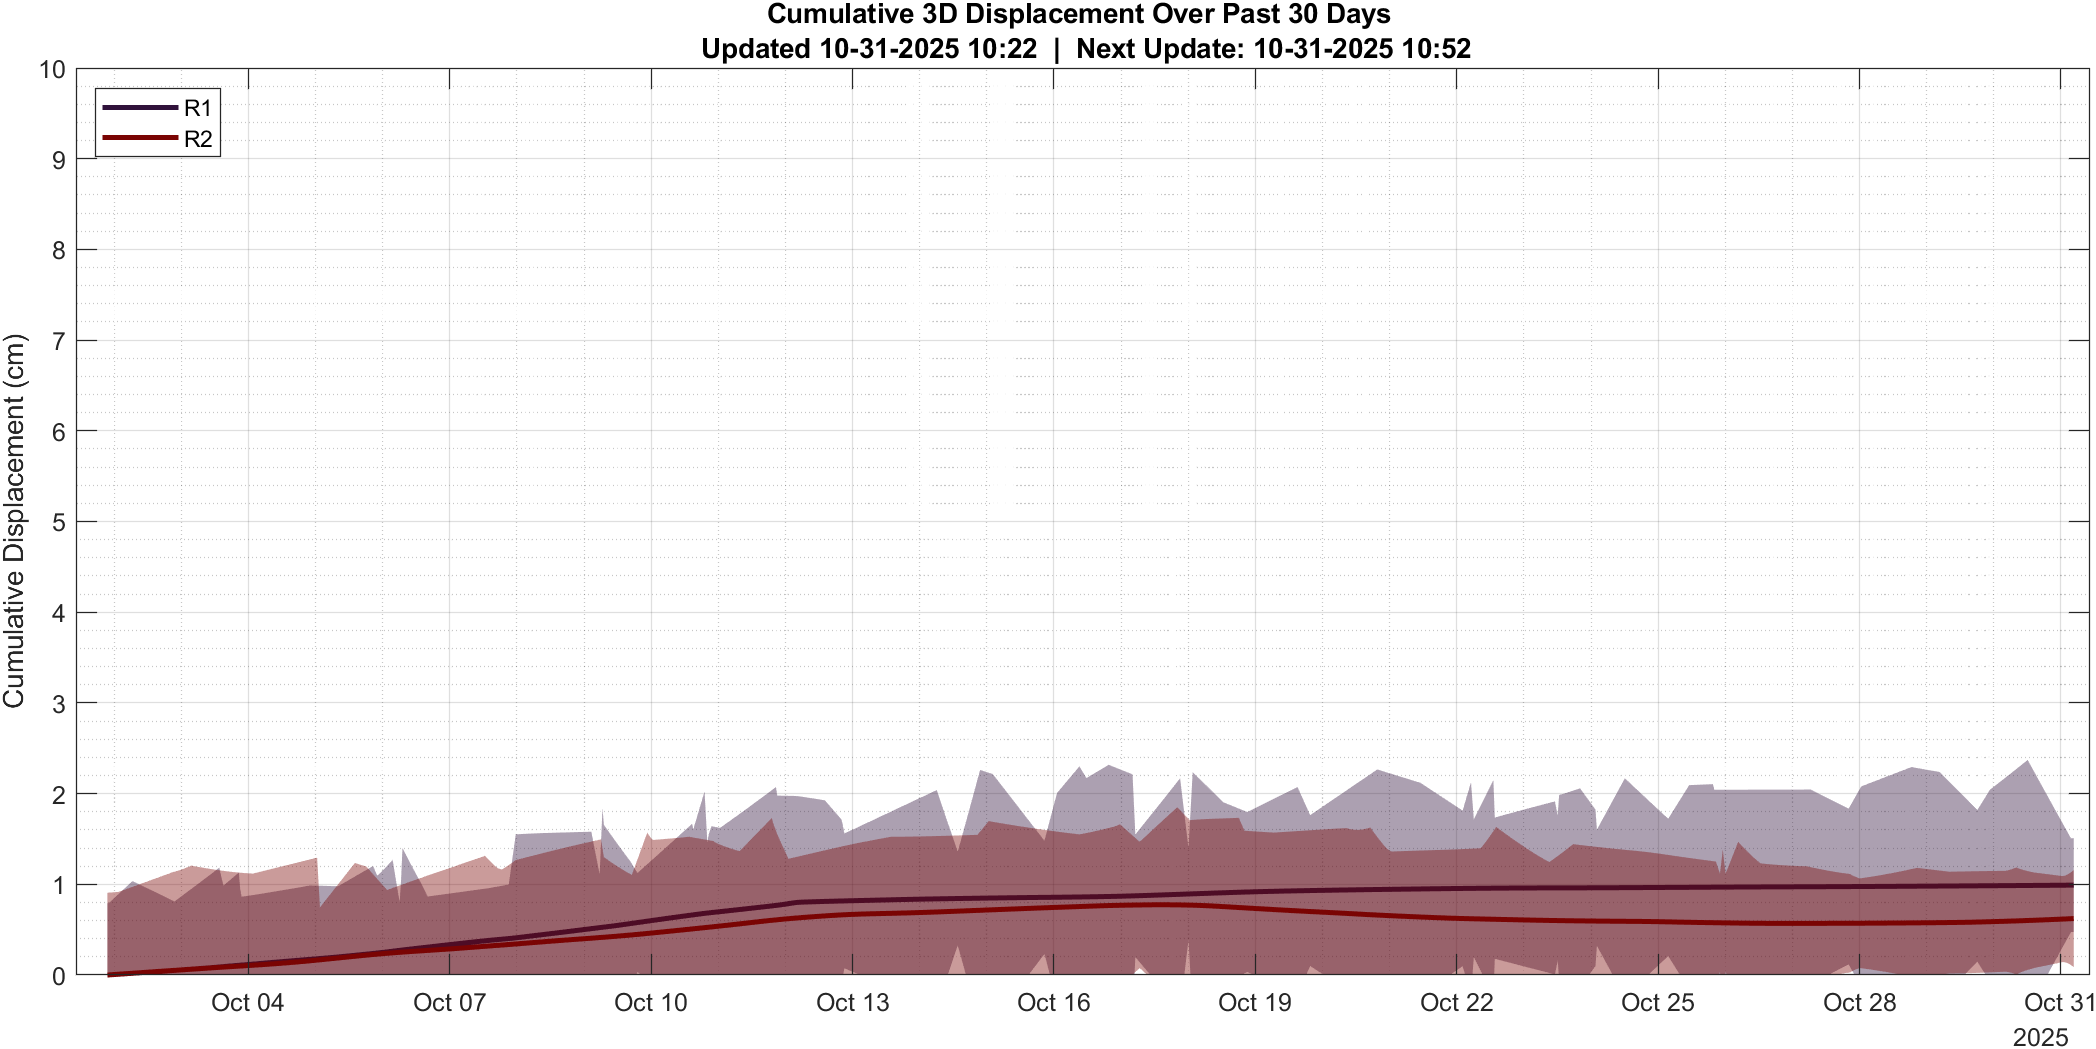 Cumulative 3D Displacement Over Past 30 Days
Updated 10-31-2025 10:22 | Next Update: 10-31-2025 10:52
R1
R2
Cumulative Displacement (cm)
10
9
8
7
6
5
4
3
2
1
0
Oct 04 Oct 07 Oct 10 Oct 13 Oct 16 Oct 19 Oct 22 Oct 25 Oct 28 Oct 31
2025